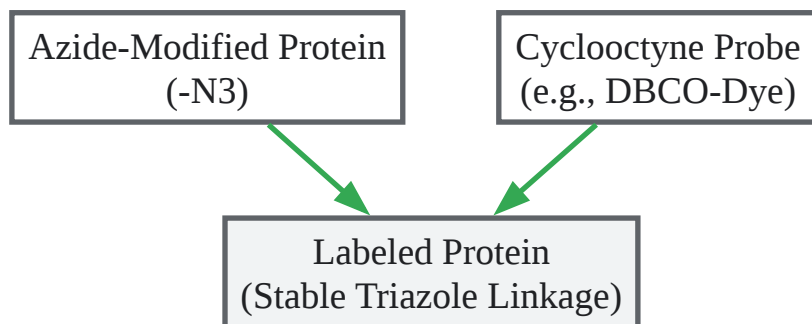 Azide-Modified Protein
(-N3)
Cyclooctyne Probe
(e.g., DBCO-Dye)
Labeled Protein
(Stable Triazole Linkage)